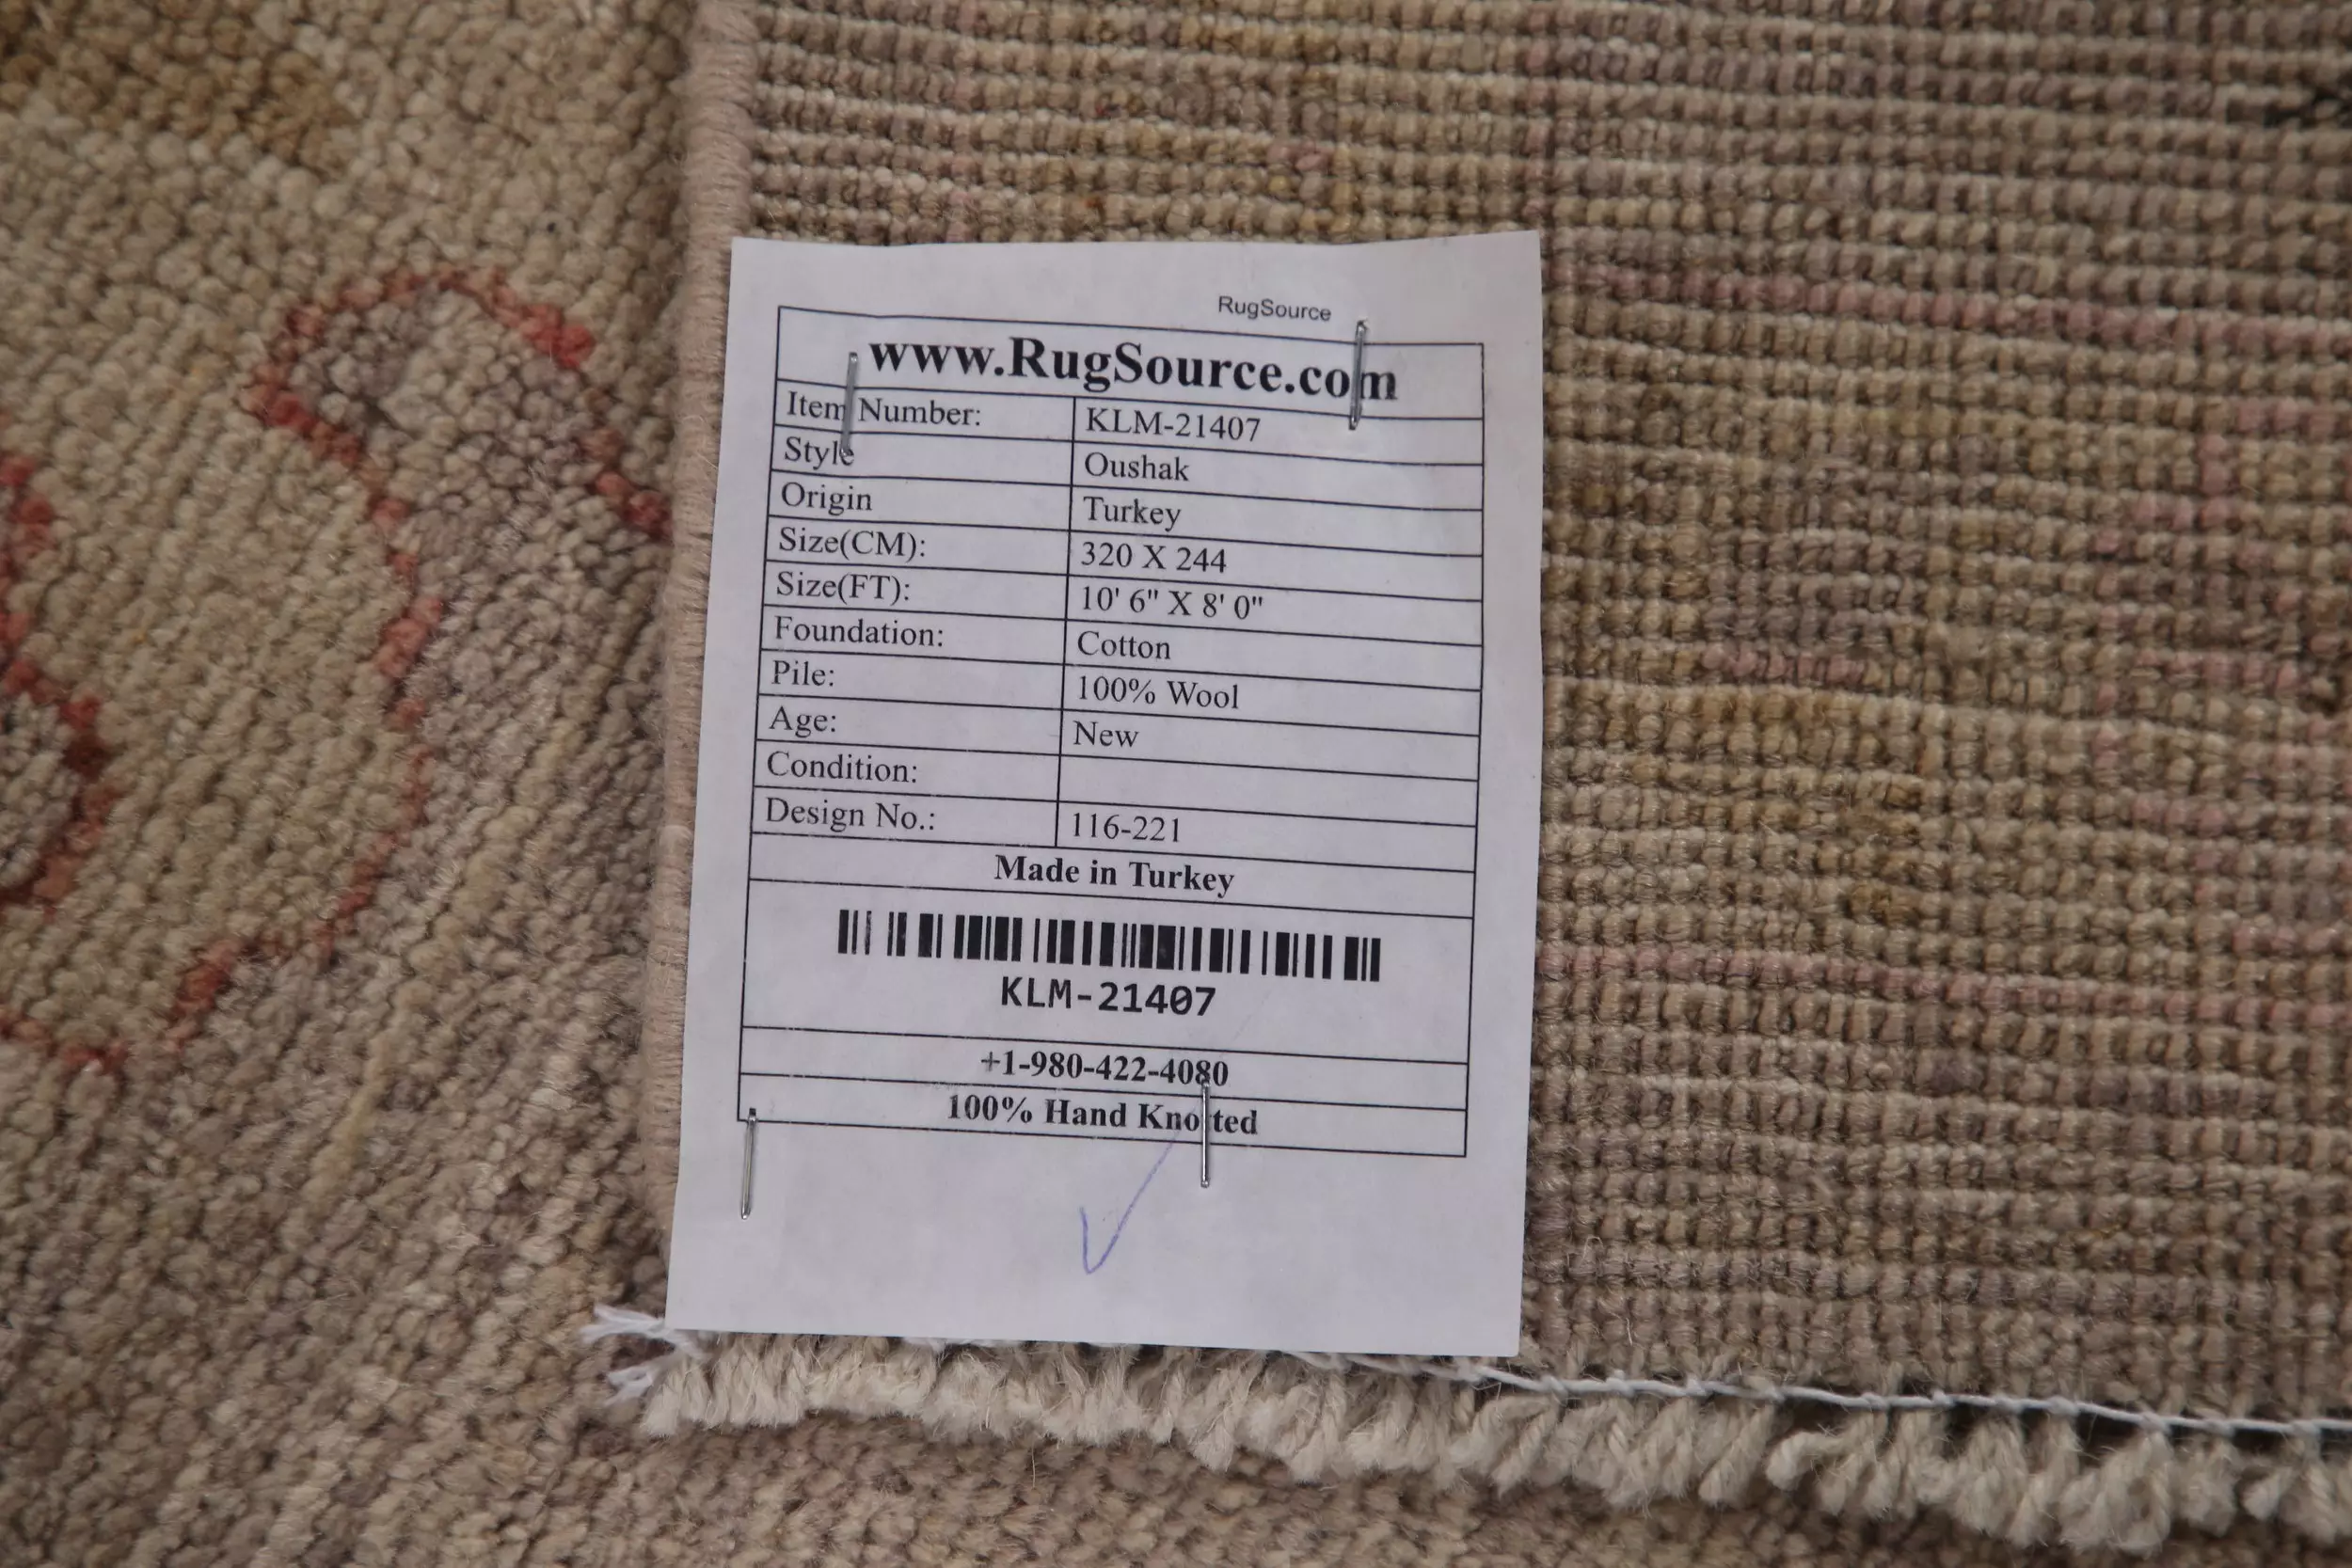 RugSource
www.RugSource.com
Item Number: KLM-21407
Style Oushak
Origin Turkey
Size(CM): 320 X 244
Size(FT): 10' 6" X 8' 0"
Foundation: Cotton
Pile: 100% Wool
Age: New
Condition:
Design No.: 116-221
Made in Turkey
KLM-21407
+1-980-422-4080
100% Hand Knotted